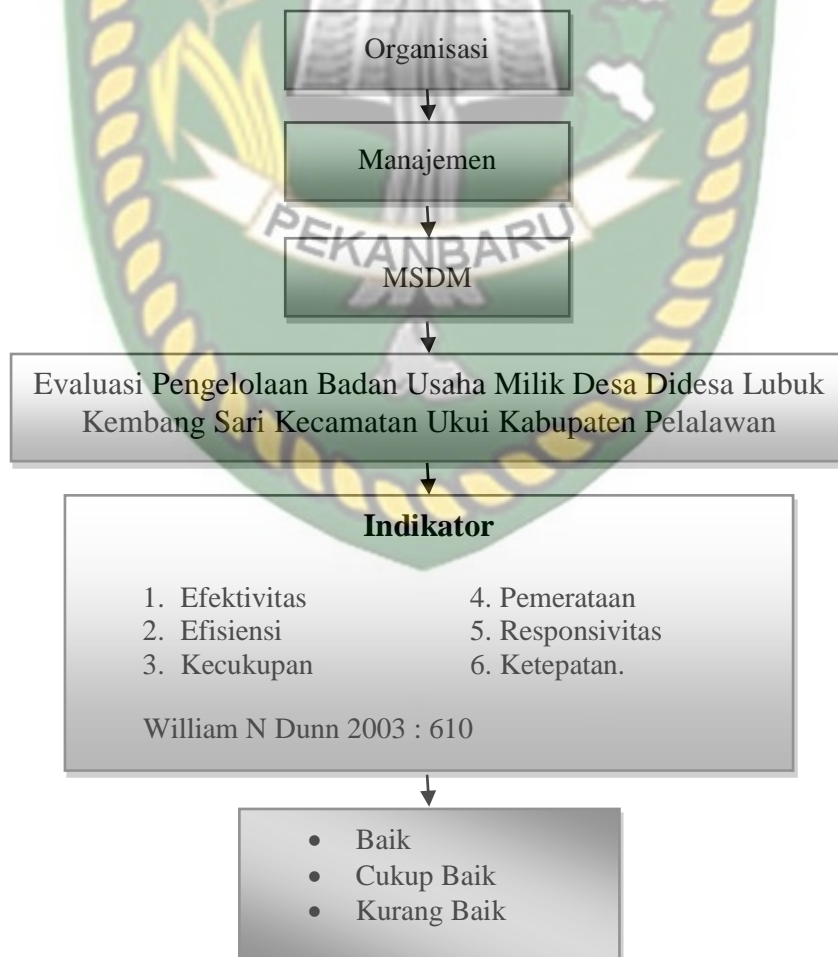 Organisasi
Manajemen
PEKANBARU
MSDM
Evaluasi Pengelolaan Badan Usaha Milik Desa Didesa Lubuk
Kembang Sari Kecamatan Ukui Kabupaten Pelalawan
Indikator
1. Efektivitas 4. Pemerataan
2. Efisiensi 5. Responsivitas
3. Kecukupan 6. Ketepatan.
William N Dunn 2003 : 610
• Baik
• Cukup Baik
• Kurang Baik